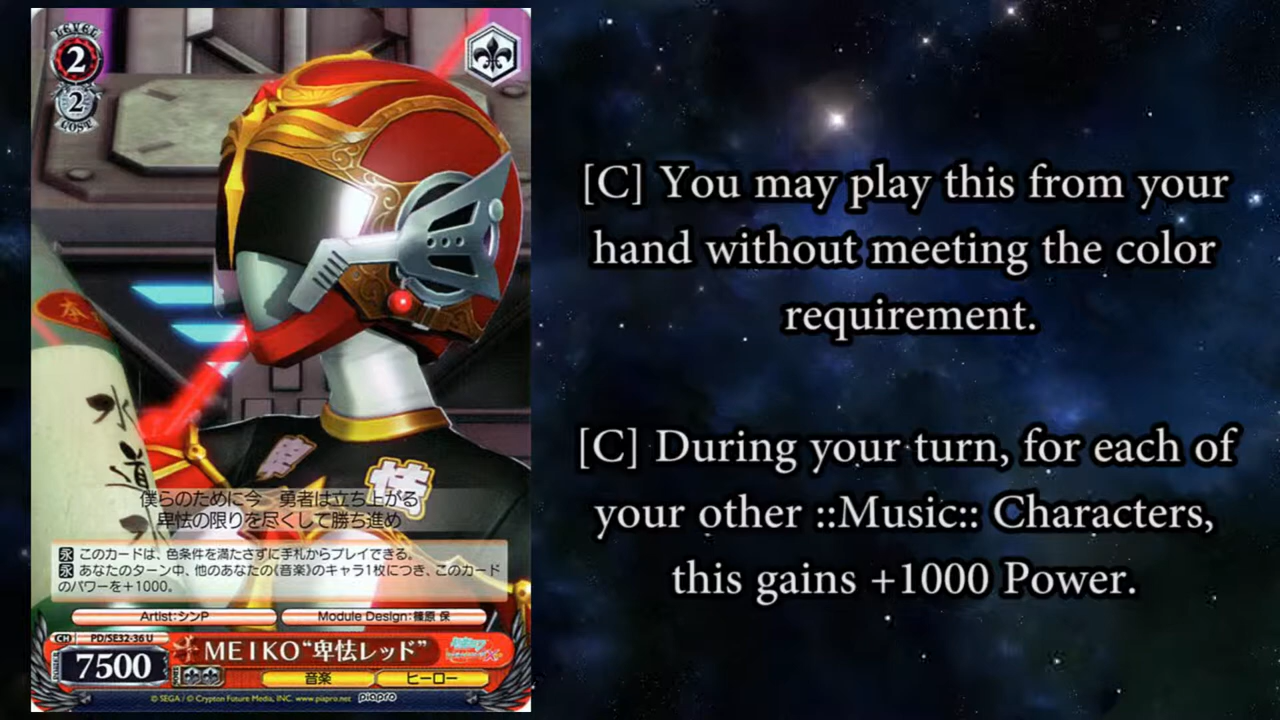 LEVEL
2
2
COST
本
水
道
怯
僕らのために今 勇者は立ち上がる
卑怯の限りを尽くして勝ち進め
永 このカードは、色条件を満たさずに手札からプレイできる。
永 あなたのターン中、他のあなたの《音楽》のキャラ1枚につき、このカード
のパワーを+1000。
Artist:シンP
Module Design:篠原 保
CH PD/SE32-36 U
7500
MEIKO“卑怯レッド”
音楽
ヒーロー
© SEGA / © Crypton Future Media, INC. www.piapro.net piapro
[C] You may play this from your
hand without meeting the color
requirement.
[C] During your turn, for each of
your other ::Music:: Characters,
this gains +1000 Power.